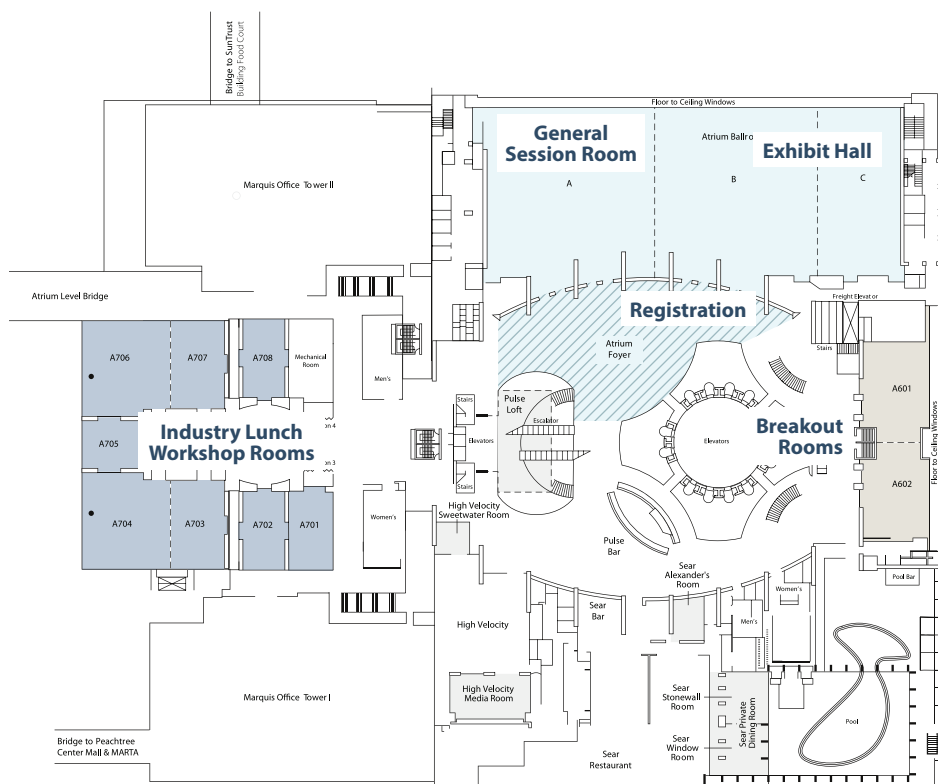 Bridge to SunTrust
Building Food Court
Floor to Ceiling Windows
General
Session Room
Atrium Ballro
Exhibit Hall
A
B
C
Marquis Office Tower II
Atrium Level Bridge
Registration
Freight Elevator
Atrium
Foyer
Stairs
A706
A707
A708
Mechanical
Room
Men's
A601
Pulse
Loft
Stairs
Escalator
Elevators
Elevators
Breakout
Rooms
Floor to Ceiling Windows
A705
Industry Lunch
Workshop Rooms
on 4
on 3
Stairs
A602
A704
A703
A702
A701
Women's
High Velocity
Sweetwater Room
Pulse
Bar
Sear
Alexander's
Room
Pool Bar
Women's
Sear
Bar
Men's
High Velocity
High Velocity
Media Room
Marquis Office Tower I
Sear
Stonewall
Room
Sear Private
Dining Room
Pool
Sear
Window
Room
Bridge to Peachtree
Center Mall & MARTA
Sear
Restaurant